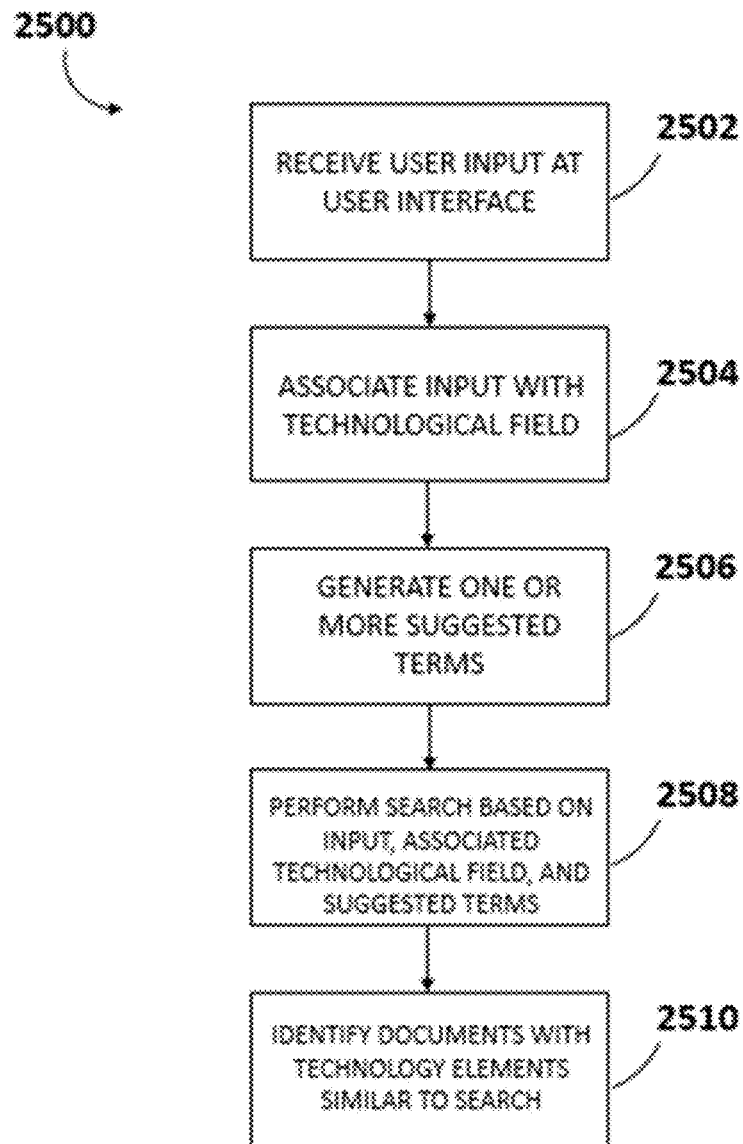 2500
2502
RECEIVE USER INPUT AT
USER INTERFACE
2504
ASSOCIATE INPUT WITH
TECHNOLOGICAL FIELD
2506
GENERATE ONE OR
MORE SUGGESTED
TERMS
2508
PERFORM SEARCH BASED ON
INPUT, ASSOCIATED
TECHNOLOGICAL FIELD, AND
SUGGESTED TERMS
2510
IDENTIFY DOCUMENTS WITH
TECHNOLOGY ELEMENTS
SIMILAR TO SEARCH